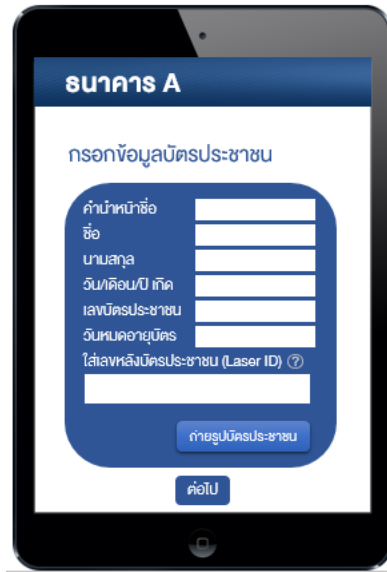 ธนาคาร A
กรอกข้อมูลบัตรประชาชน
คำนำหน้าชื่อ
ชื่อ
นามสกุล
วัน/เดือน/ปี เกิด
เลขบัตรประชาชน
วันหมดอายุบัตร
ใส่เลขหลังบัตรประชาชน (Laser ID) ?
ถ่ายรูปบัตรประชาชน
ต่อไป